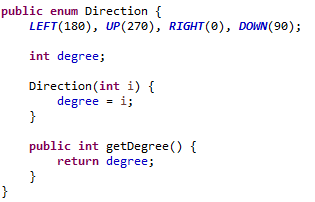 public enum Direction {
    LEFT(180), UP(270), RIGHT(0), DOWN(90);

    int degree;

    Direction(int i) {
        degree = i;
    }

    public int getDegree() {
        return degree;
    }
}